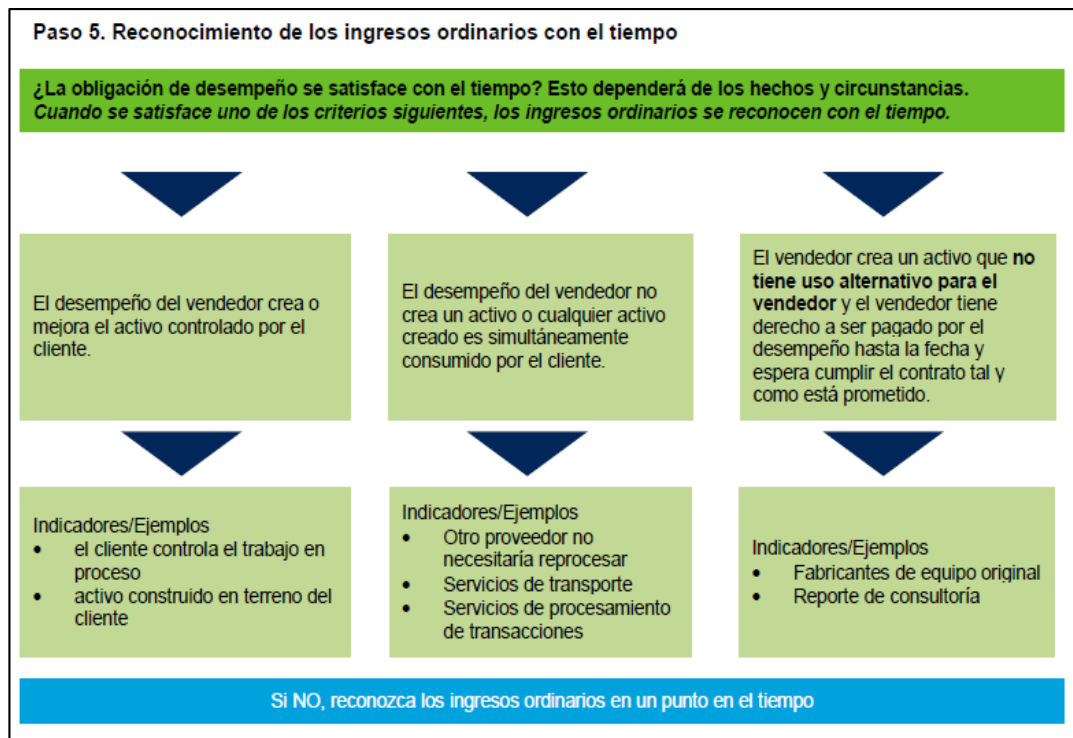 Paso 5. Reconocimiento de los ingresos ordinarios con el tiempo
¿La obligación de desempeño se satisface con el tiempo? Esto dependerá de los hechos y circunstancias.
Cuando se satisface uno de los criterios siguientes, los ingresos ordinarios se reconocen con el tiempo.
El desempeño del vendedor crea o
mejora el activo controlado por el
cliente.
El desempeño del vendedor no
crea un activo o cualquier activo
creado es simultáneamente
consumido por el cliente.
El vendedor crea un activo que no
tiene uso alternativo para el
vendedor y el vendedor tiene
derecho a ser pagado por el
desempeño hasta la fecha y
espera cumplir el contrato tal y
como está prometido.
Indicadores/Ejemplos
• el cliente controla el trabajo en
proceso
• activo construido en terreno del
cliente
Indicadores/Ejemplos
• Otro proveedor no
necesitaría reprocesar
• Servicios de transporte
• Servicios de procesamiento
de transacciones
Indicadores/Ejemplos
• Fabricantes de equipo original
• Reporte de consultoría
Si NO, reconozca los ingresos ordinarios en un punto en el tiempo